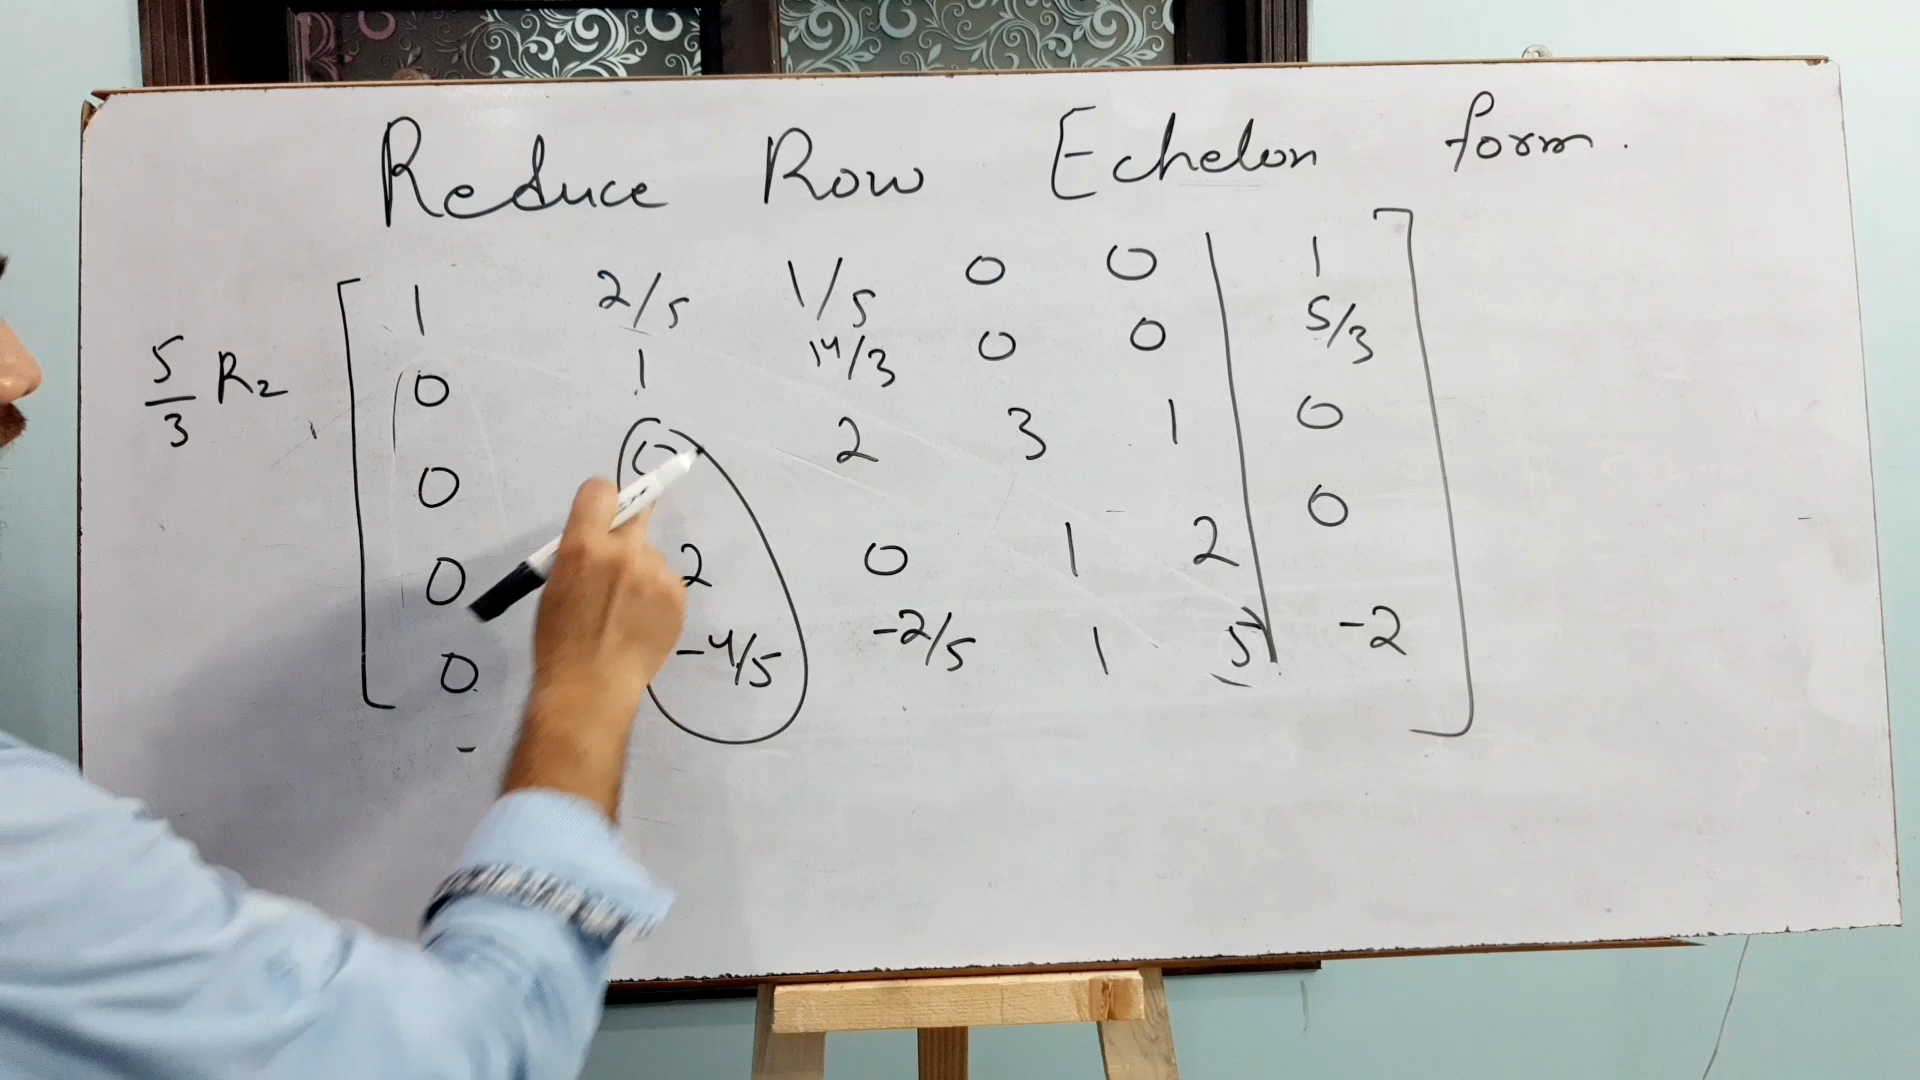 Reduce Row Echelon form.
1 2/5 1/5 0 0 | 1
5/3 R2 0 1 14/3 0 0 | 5/3
0 0 2 3 1 | 0
0 2 0 1 2 | 0
0 -4/5 -2/5 1 5 | -2